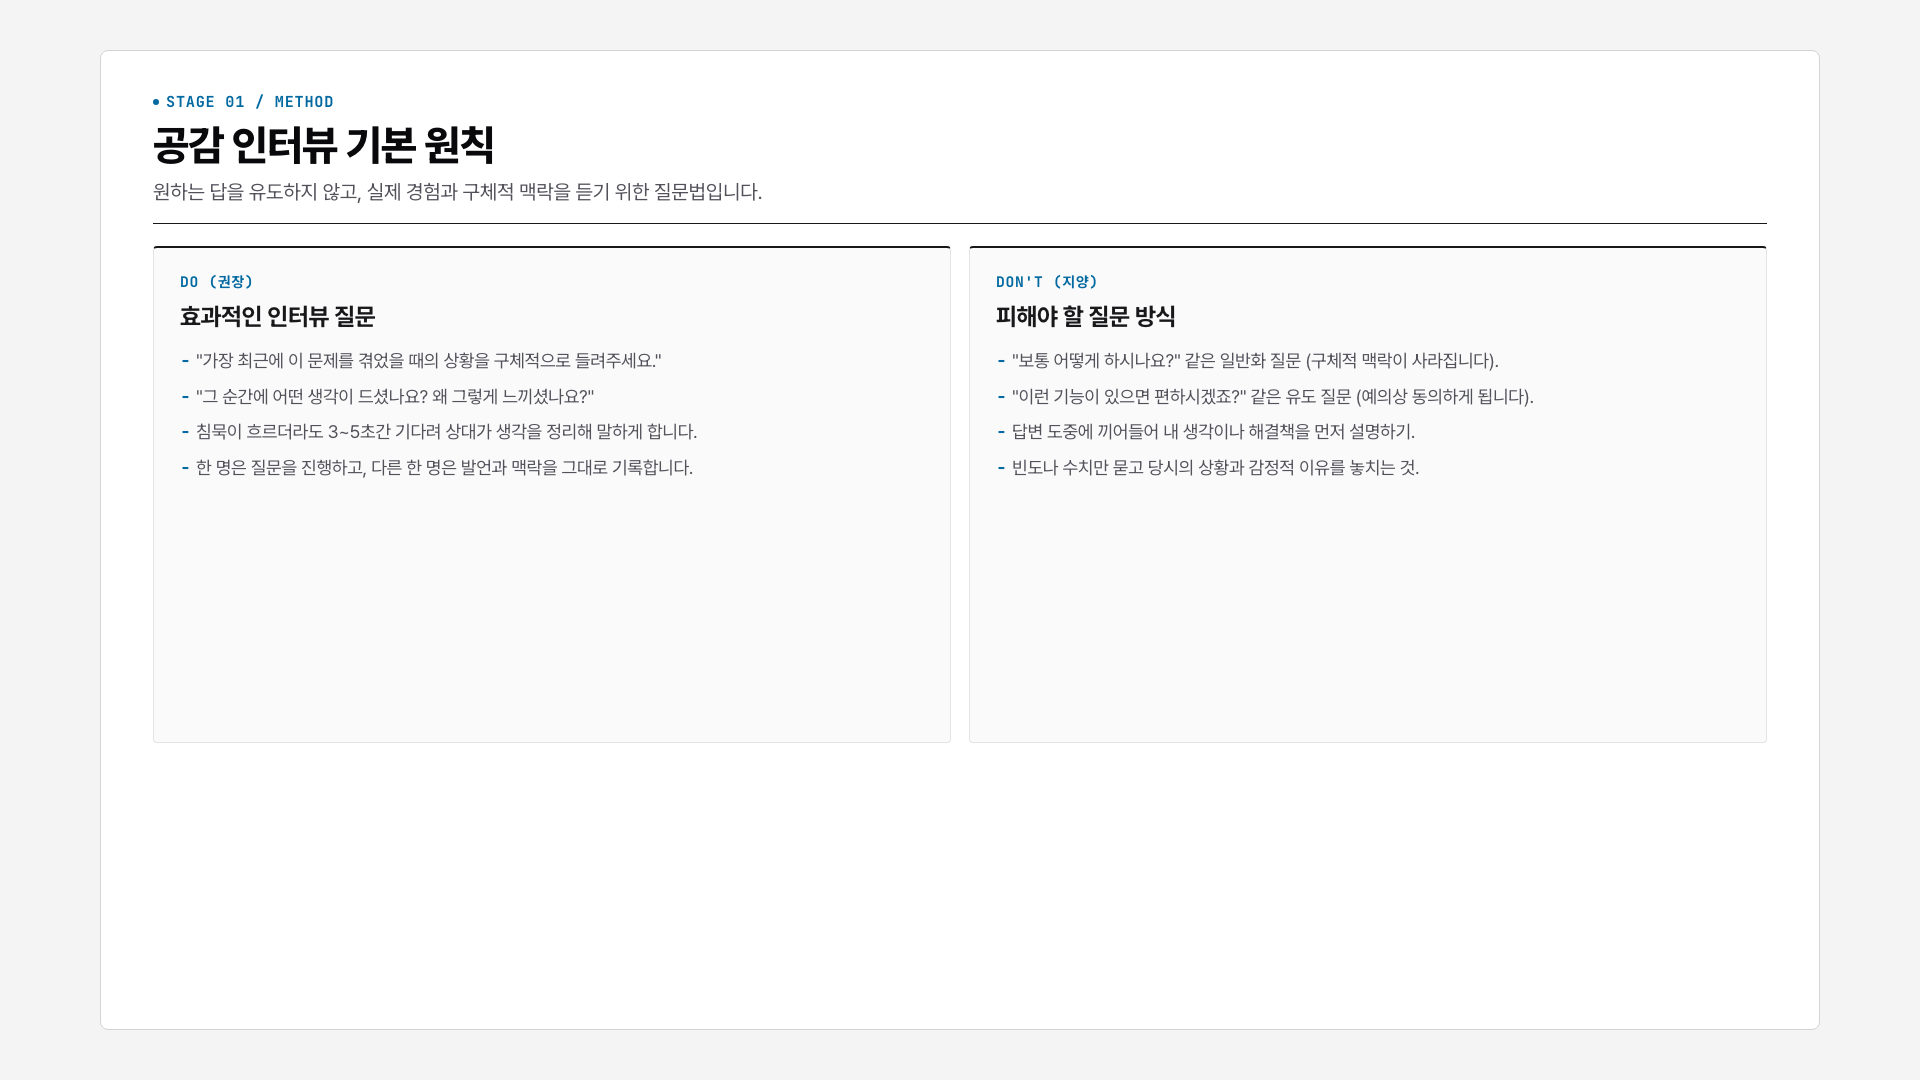 • STAGE 01 / METHOD
공감 인터뷰 기본 원칙
원하는 답을 유도하지 않고, 실제 경험과 구체적 맥락을 듣기 위한 질문법입니다.
DO (권장)
효과적인 인터뷰 질문
- "가장 최근에 이 문제를 겪었을 때의 상황을 구체적으로 들려주세요."
- "그 순간에 어떤 생각이 드셨나요? 왜 그렇게 느끼셨나요?"
- 침묵이 흐르더라도 3~5초간 기다려 상대가 생각을 정리해 말하게 합니다.
- 한 명은 질문을 진행하고, 다른 한 명은 발언과 맥락을 그대로 기록합니다.
DON'T (지양)
피해야 할 질문 방식
- "보통 어떻게 하시나요?" 같은 일반화 질문 (구체적 맥락이 사라집니다).
- "이런 기능이 있으면 편하시겠죠?" 같은 유도 질문 (예의상 동의하게 됩니다).
- 답변 도중에 끼어들어 내 생각이나 해결책을 먼저 설명하기.
- 빈도나 수치만 묻고 당시의 상황과 감정적 이유를 놓치는 것.